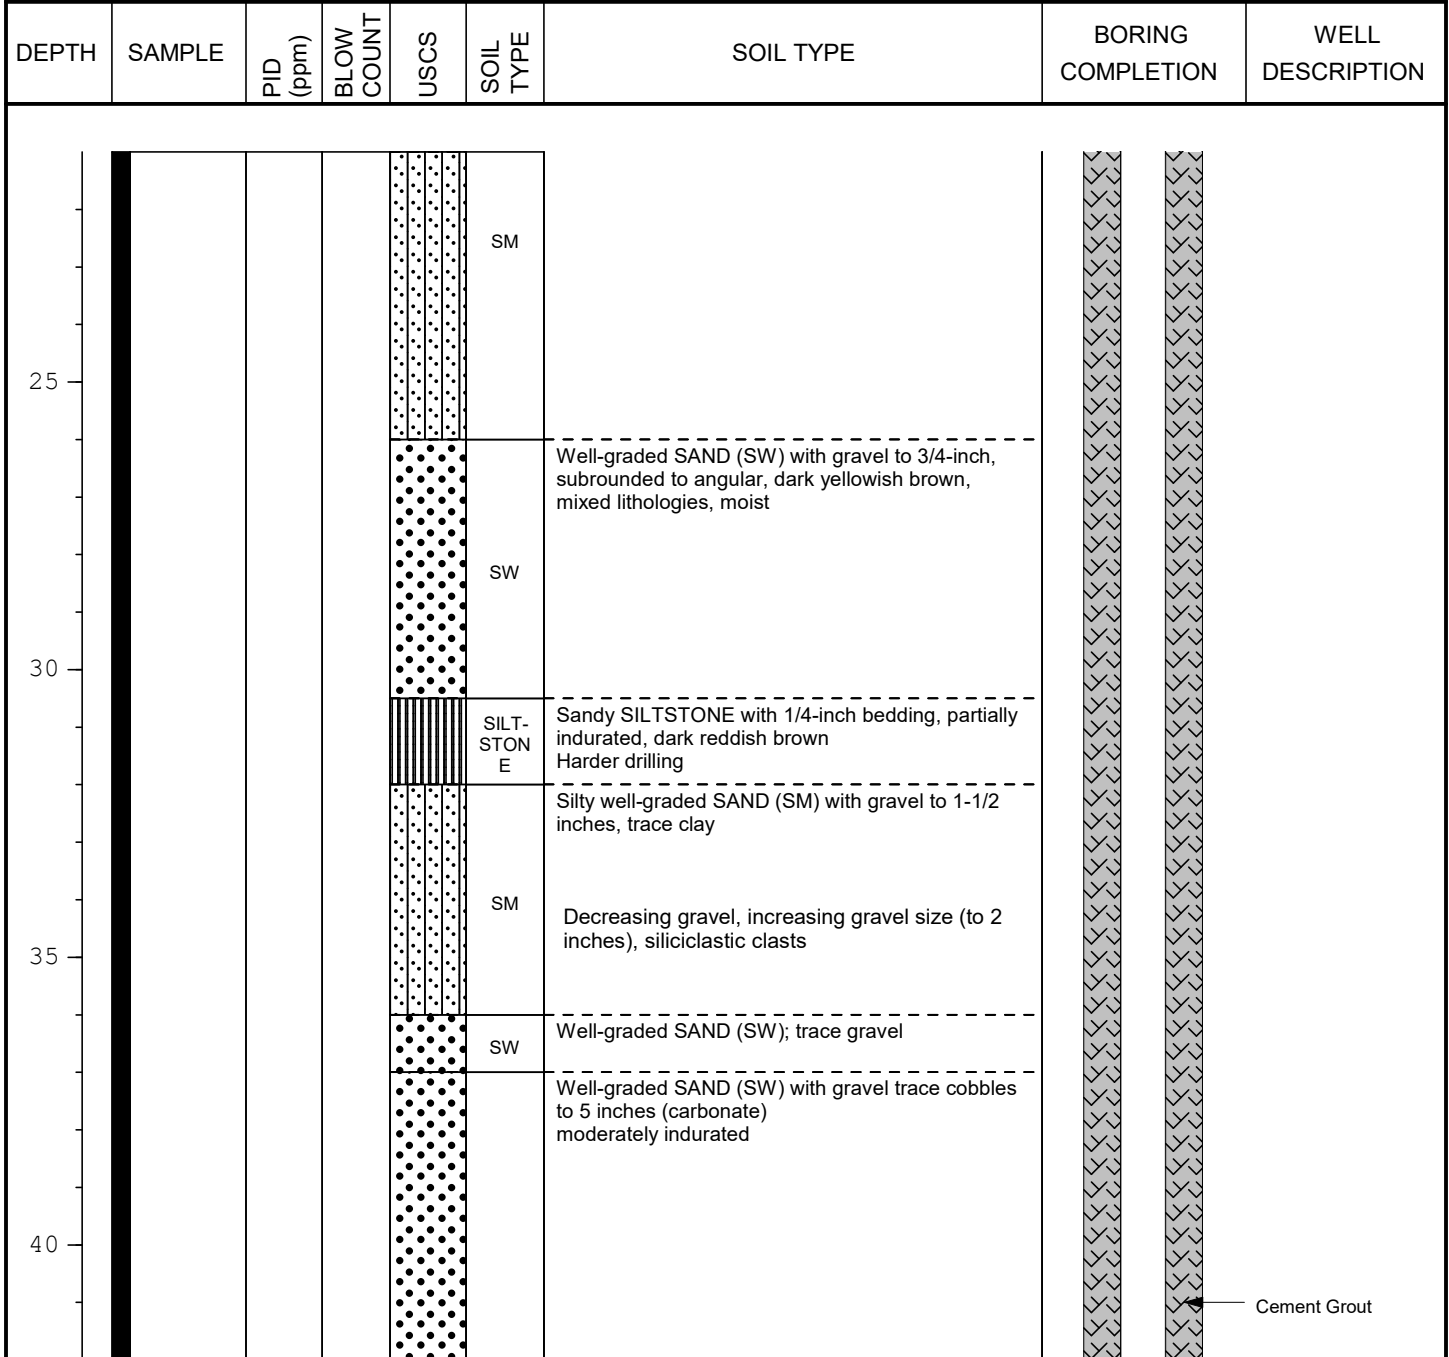 DEPTH
SAMPLE
PID
(ppm)
BLOW
COUNT
USCS
SOIL
TYPE
SOIL TYPE
BORING
COMPLETION
WELL
DESCRIPTION
SM
25
Well-graded SAND (SW) with gravel to 3/4-inch,
subrounded to angular, dark yellowish brown,
mixed lithologies, moist
SW
30
SILT-
STON
E
Sandy SILTSTONE with 1/4-inch bedding, partially
indurated, dark reddish brown
Harder drilling
Silty well-graded SAND (SM) with gravel to 1-1/2
inches, trace clay
SM
Decreasing gravel, increasing gravel size (to 2
inches), siliciclastic clasts
35
SW
Well-graded SAND (SW); trace gravel
Well-graded SAND (SW) with gravel trace cobbles
to 5 inches (carbonate)
moderately indurated
40
Cement Grout